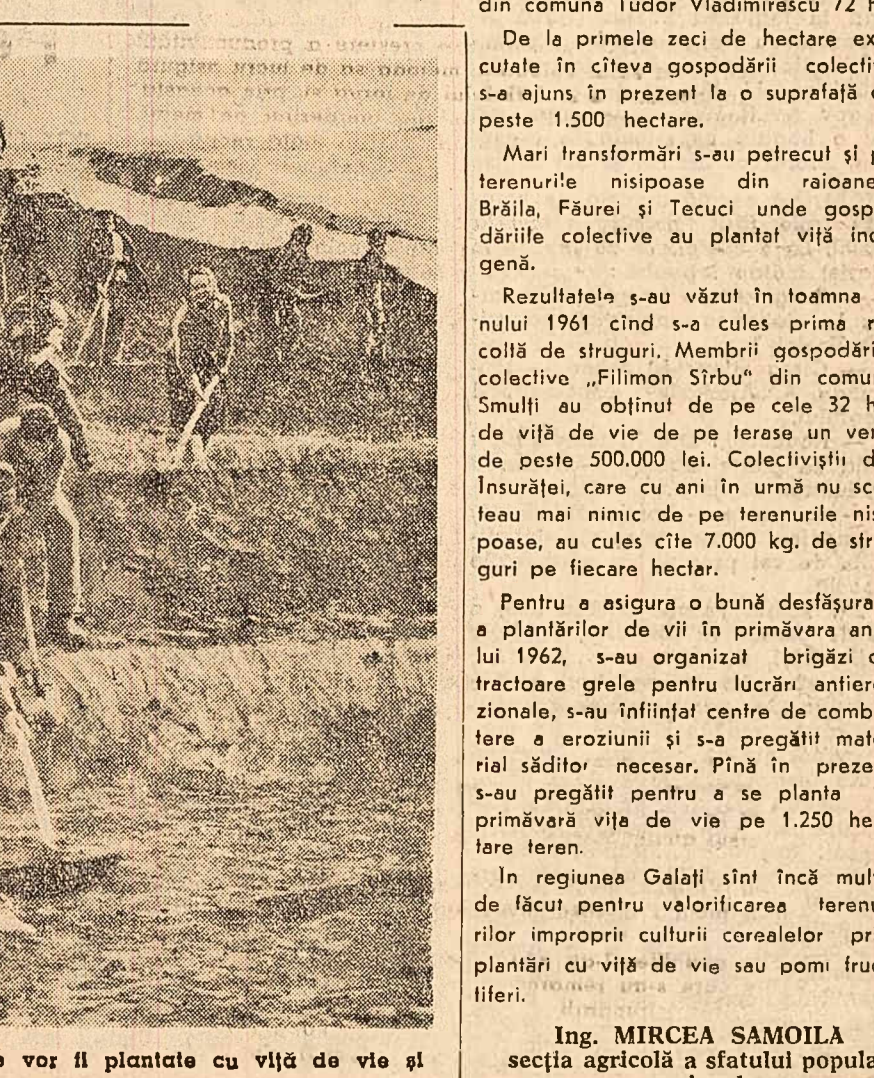 din comuna Tudor Vladimirescu 72
De la primele zeci de hectare ex
cutate în cîteva gospodării colecti
s-a ajuns în prezent la o suprafață
peste 1.500 hectare.
Mari transformări s-au petrecut și p
terenurile nisipoase din raioane
Brăila, Făurei și Tecuci unde gosp
dăriile colective au plantat viță ind
genă.
Rezultatele s-au văzut în toamna
nului 1961 cînd s-a cules prima r
coltă de struguri. Membrii gospodări
colective „Filimon Sîrbu“ din comu
Smulți au obținut de pe cele 32 h
de viță de vie de pe terase un ve
de peste 500.000 lei. Colectiviștii d
Însurăței, care cu ani în urmă nu sc
teau mai nimic de pe terenurile nis
poase, au cules cîte 7.000 kg. de str
guri pe fiecare hectar.
Pentru a asigura o bună desfășura
a plantărilor de vii în primăvara an
lui 1962, s-au organizat brigăzi d
tractoare grele pentru lucrări antiero
zionale, s-au înființat centre de comb
tere a eroziunii și s-a pregătit mate
rial săditor necesar. Pînă în preze
s-au pregătit pentru a se planta
primăvară vița de vie pe 1.250 he
tare teren.
În regiunea Galați sînt încă mul
de făcut pentru valorificarea teren
rilor improprii culturii cerealelor pr
plantări cu viță de vie sau pomi fruc
tiferi.
Ing. MIRCEA SAMOILA
secția agricolă a sfatului popula
e vor fi plantate cu viță de vie și